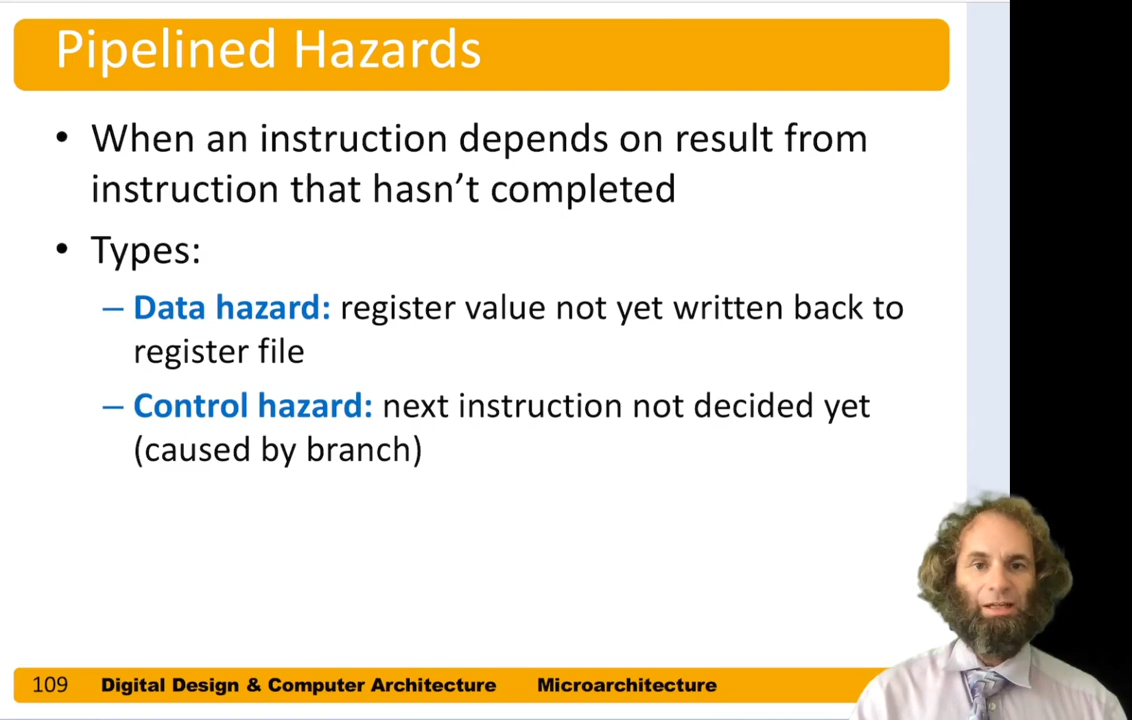 Pipelined Hazards
• When an instruction depends on result from
instruction that hasn’t completed
• Types:
– Data hazard: register value not yet written back to
register file
– Control hazard: next instruction not decided yet
(caused by branch)
109 Digital Design & Computer Architecture Microarchitecture